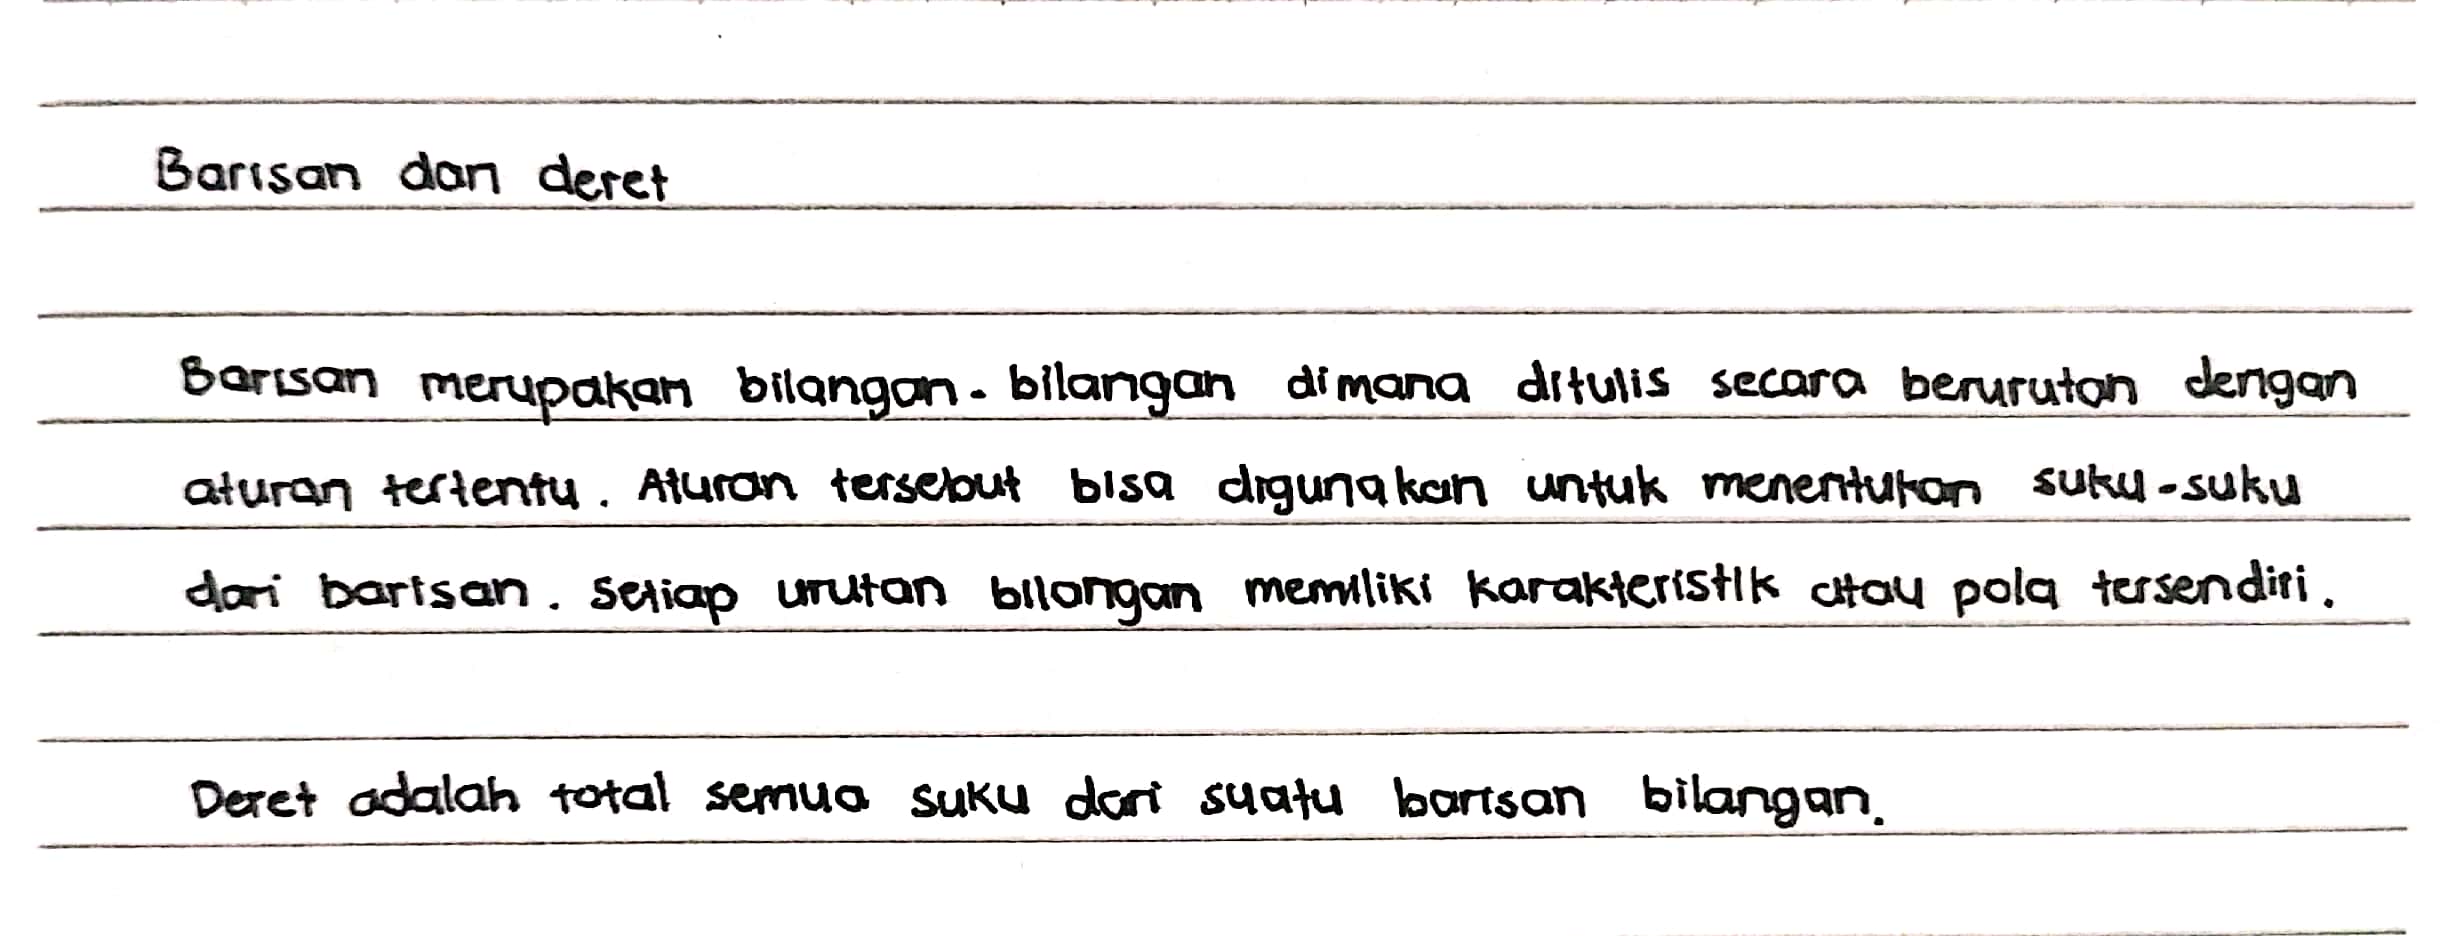 Barisan dan deret
Barisan merupakan bilangan-bilangan dimana ditulis secara berurutan dengan
aturan tertentu. Aturan tersebut bisa digunakan untuk menentukan suku-suku
dari barisan. Setiap urutan bilangan memiliki karakteristik atau pola tersendiri.
Deret adalah total semua suku dari suatu barisan bilangan.